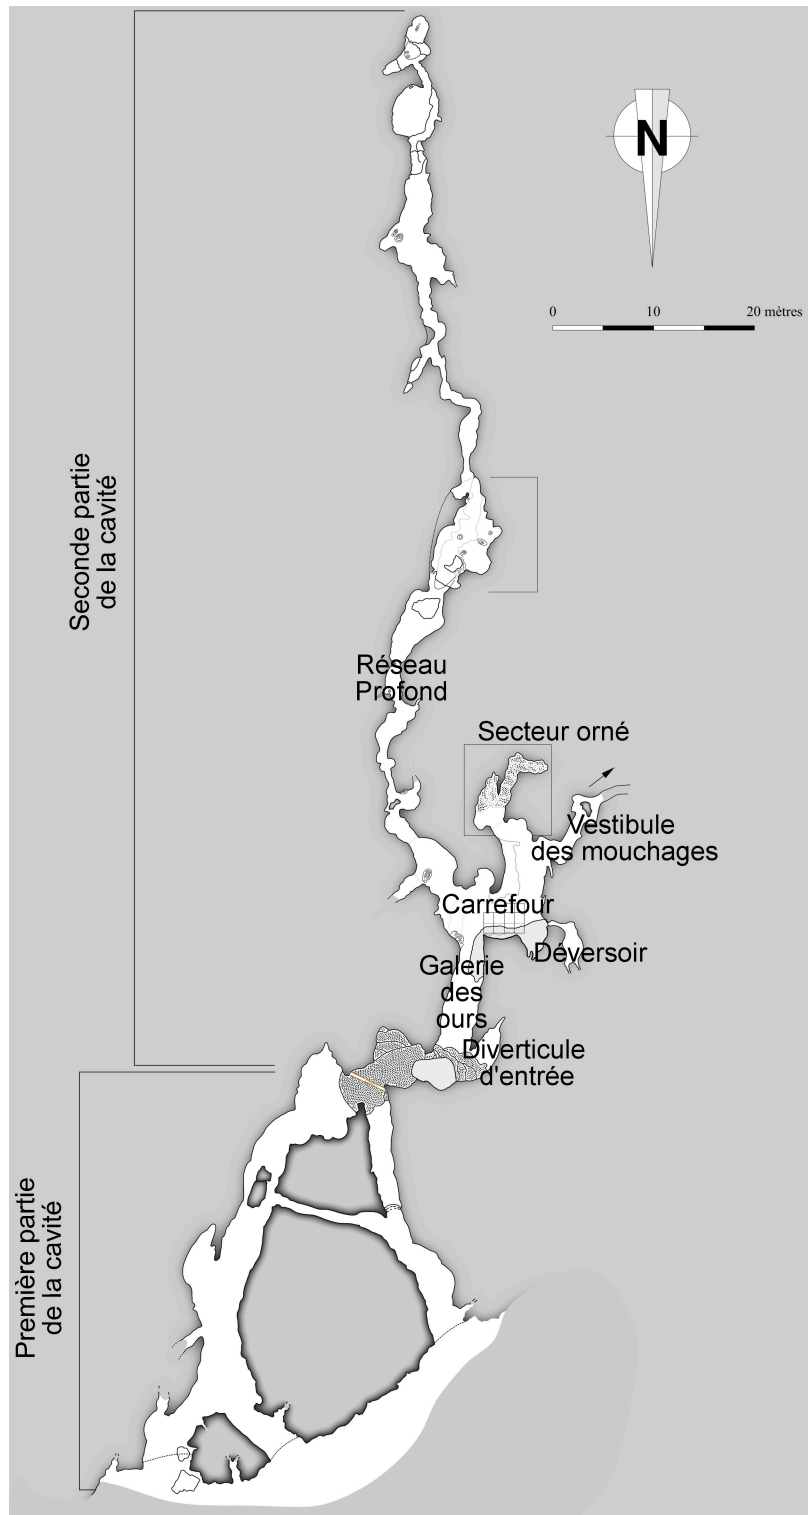 N
0 10 20 mètres
Seconde partie
de la cavité
Réseau
Profond
Secteur orné
Vestibule
des mouchages
Carrefour
Déversoir
Galerie
des
ours
Diverticule
d'entrée
Première partie
de la cavité